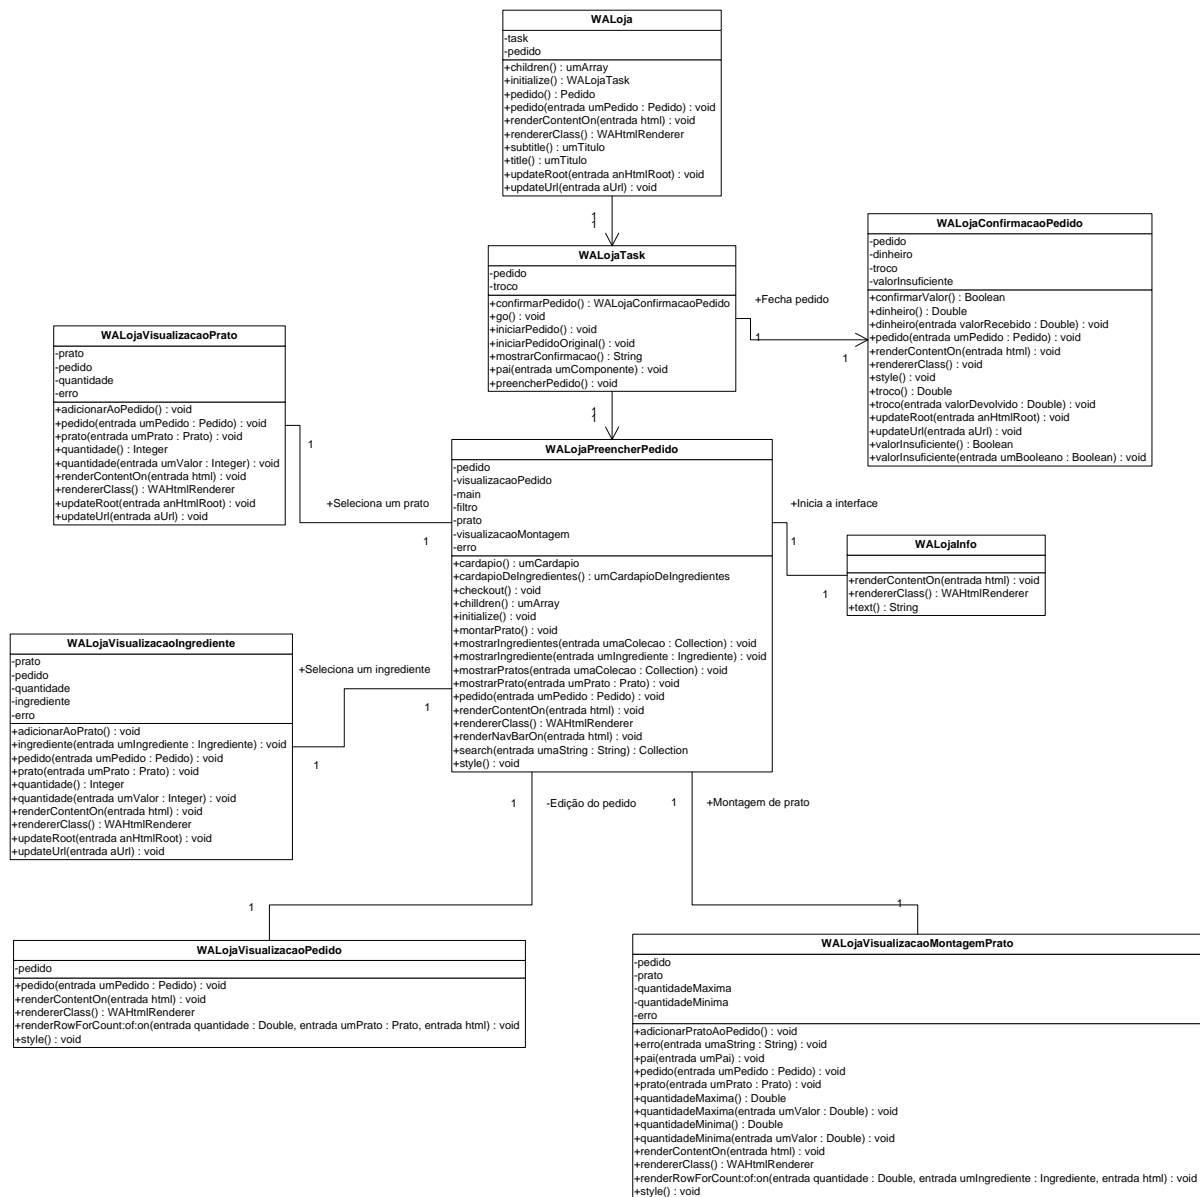 WALoja
-task
-pedido
+children() : umArray
+initialize() : WALojaTask
+pedido() : Pedido
+pedido(entrada umPedido : Pedido) : void
+renderContentOn(entrada html) : void
+rendererClass() : WAHtmlRenderer
+subtitle() : umTitulo
+title() : umTitulo
+updateRoot(entrada anHtmlRoot) : void
+updateUrl(entrada aUrl) : void
1
1
WALojaTask
-pedido
-troco
+confirmarPedido() : WALojaConfirmacaoPedido
+go() : void
+iniciarPedido() : void
+iniciarPedidoOriginal() : void
+mostrarConfirmacao() : String
+pai(entrada umComponente) : void
+preencherPedido() : void
+Fecha pedido
1
1
WALojaConfirmacaoPedido
-pedido
-dinheiro
-troco
-valorInsuficiente
+confirmarValor() : Boolean
+dinheiro() : Double
+dinheiro(entrada valorRecebido : Double) : void
+pedido(entrada umPedido : Pedido) : void
+renderContentOn(entrada html) : void
+rendererClass() : void
+style() : void
+troco() : Double
+troco(entrada valorDevolvido : Double) : void
+updateRoot(entrada anHtmlRoot) : void
+updateUrl(entrada aUrl) : void
+valorInsuficiente() : Boolean
+valorInsuficiente(entrada umBooleano : Boolean) : void
WALojaVisualizacaoPrato
-prato
-pedido
-quantidade
-erro
+adicionarAoPedido() : void
+pedido(entrada umPedido : Pedido) : void
+prato(entrada umPrato : Prato) : void
+quantidade() : Integer
+quantidade(entrada umValor : Integer) : void
+renderContentOn(entrada html) : void
+rendererClass() : WAHtmlRenderer
+updateRoot(entrada anHtmlRoot) : void
+updateUrl(entrada aUrl) : void
1
+Seleciona um prato
1
1
1
WALojaPreencherPedido
-pedido
-visualizacaoPedido
-main
-filtro
-prato
-visualizacaoMontagem
-erro
+cardapio() : umCardapio
+cardapioDeIngredientes() : umCardapioDeIngredientes
+checkout() : void
+chilldren() : umArray
+initialize() : void
+montarPrato() : void
+mostrarIngredientes(entrada umaColecao : Collection) : void
+mostrarIngrediente(entrada umIngrediente : Ingrediente) : void
+mostrarPratos(entrada umaColecao : Collection) : void
+mostrarPrato(entrada umPrato : Prato) : void
+pedido(entrada umPedido : Pedido) : void
+renderContentOn(entrada html) : void
+rendererClass() : WAHtmlRenderer
+renderNavBarOn(entrada html) : void
+search(entrada umaString : String) : Collection
+style() : void
+Inicia a interface
1
1
WALojaInfo
+renderContentOn(entrada html) : void
+rendererClass() : WAHtmlRenderer
+text() : String
WALojaVisualizacaoIngrediente
-prato
-pedido
-quantidade
-ingrediente
-erro
+adicionarAoPrato() : void
+ingrediente(entrada umIngrediente : Ingrediente) : void
+pedido(entrada umPedido : Pedido) : void
+prato(entrada umPrato : Prato) : void
+quantidade() : Integer
+quantidade(entrada umValor : Integer) : void
+renderContentOn(entrada html) : void
+rendererClass() : WAHtmlRenderer
+updateRoot(entrada anHtmlRoot) : void
+updateUrl(entrada aUrl) : void
+Seleciona um ingrediente
1
1
1
-Edição do pedido
1
+Montagem de prato
1
1
WALojaVisualizacaoPedido
-pedido
+pedido(entrada umPedido : Pedido) : void
+renderContentOn(entrada html) : void
+rendererClass() : WAHtmlRenderer
+renderRowForCount:of:on(entrada quantidade : Double, entrada umPrato : Prato, entrada html) : void
+style() : void
WALojaVisualizacaoMontagemPrato
-pedido
-prato
-quantidadeMaxima
-quantidadeMinima
-erro
+adicionarPratoAoPedido() : void
+erro(entrada umaString : String) : void
+pai(entrada umPai) : void
+pedido(entrada umPedido : Pedido) : void
+prato(entrada umPrato : Prato) : void
+quantidadeMaxima() : Double
+quantidadeMaxima(entrada umValor : Double) : void
+quantidadeMinima() : Double
+quantidadeMinima(entrada umValor : Double) : void
+renderContentOn(entrada html) : void
+rendererClass() : WAHtmlRenderer
+renderRowForCount:of:on(entrada quantidade : Double, entrada umIngrediente : Ingrediente, entrada html) : void
+style() : void